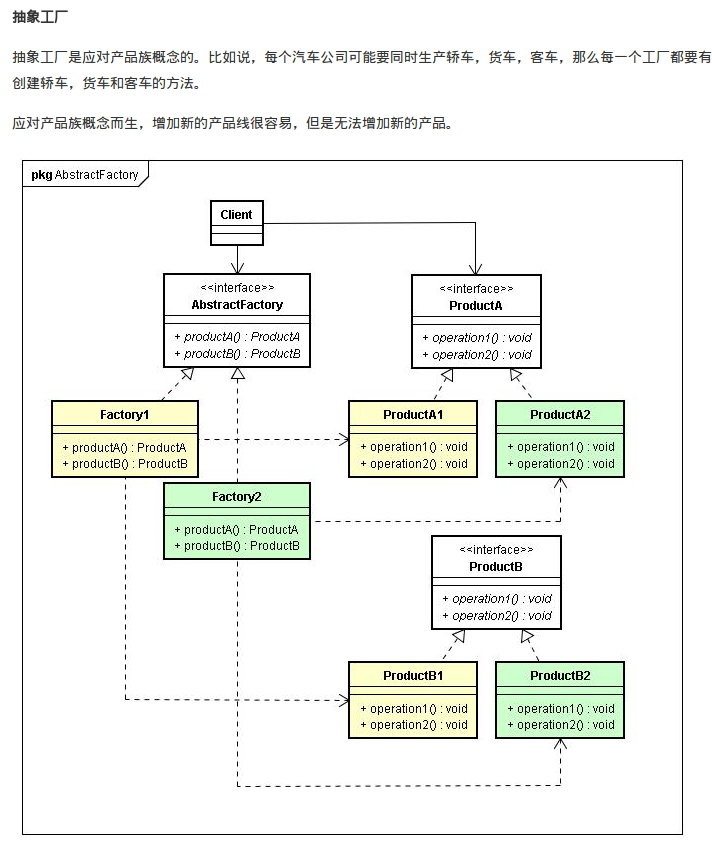 抽象工厂
抽象工厂是应对产品族概念的。比如说，每个汽车公司可能要同时生产轿车，货车，客车，那么每一个工厂都要有
创建轿车，货车和客车的方法。
应对产品族概念而生，增加新的产品线很容易，但是无法增加新的产品。
pkg AbstractFactory
Client
<<interface>>
AbstractFactory
+ productA() : ProductA
+ productB() : ProductB
<<interface>>
ProductA
+ operation1() : void
+ operation2() : void
Factory1
+ productA() : ProductA
+ productB() : ProductB
ProductA1
+ operation1() : void
+ operation2() : void
ProductA2
+ operation1() : void
+ operation2() : void
Factory2
+ productA() : ProductA
+ productB() : ProductB
<<interface>>
ProductB
+ operation1() : void
+ operation2() : void
ProductB1
+ operation1() : void
+ operation2() : void
ProductB2
+ operation1() : void
+ operation2() : void